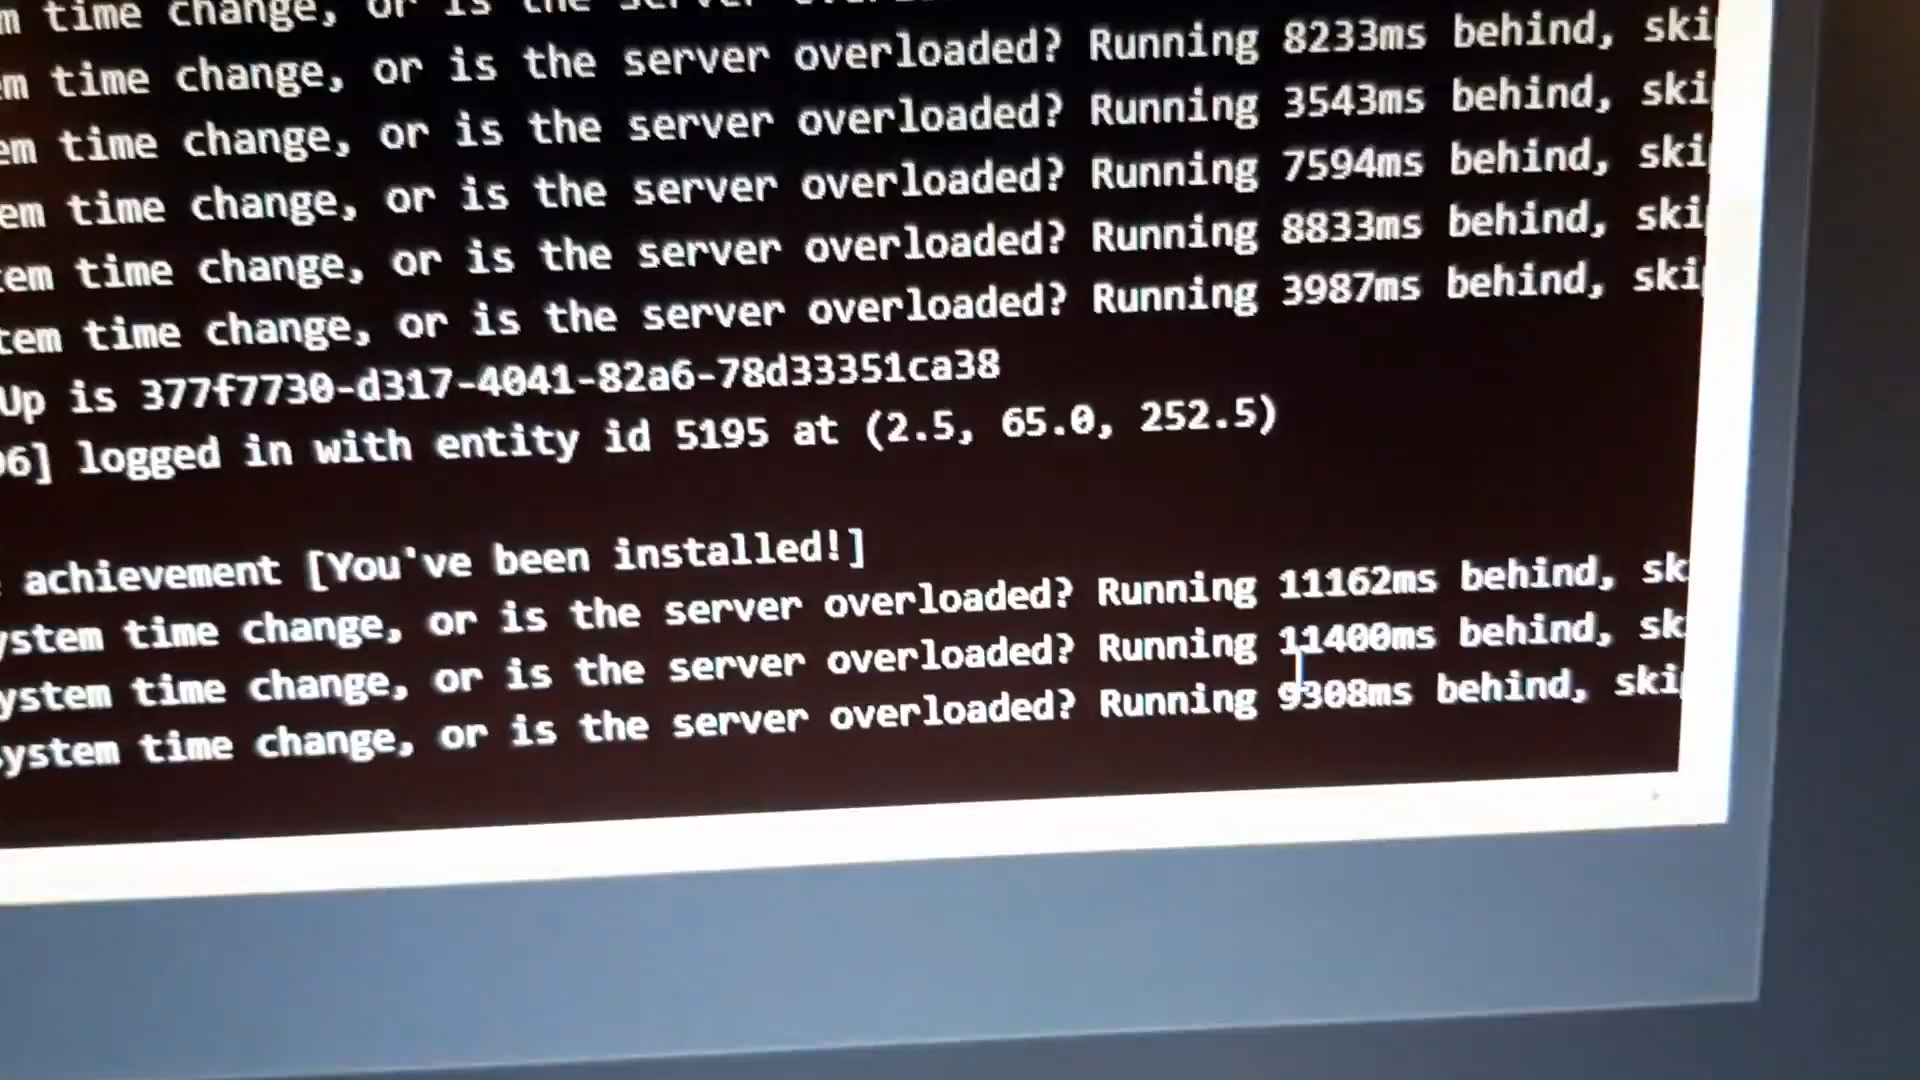 m time change, or is the server
em time change, or is the server overloaded? Running 8233ms behind, ski
em time change, or is the server overloaded? Running 3543ms behind, ski
em time change, or is the server overloaded? Running 7594ms behind, ski
tem time change, or is the server overloaded? Running 8833ms behind, ski
tem time change, or is the server overloaded? Running 3987ms behind, ski
Up is 377f7730-d317-4041-82a6-78d33351ca38
96] logged in with entity id 5195 at (2.5, 65.0, 252.5)
achievement [You've been installed!]
ystem time change, or is the server overloaded? Running 11162ms behind, sk
ystem time change, or is the server overloaded? Running 11400ms behind, sk
system time change, or is the server overloaded? Running 9308ms behind, ski